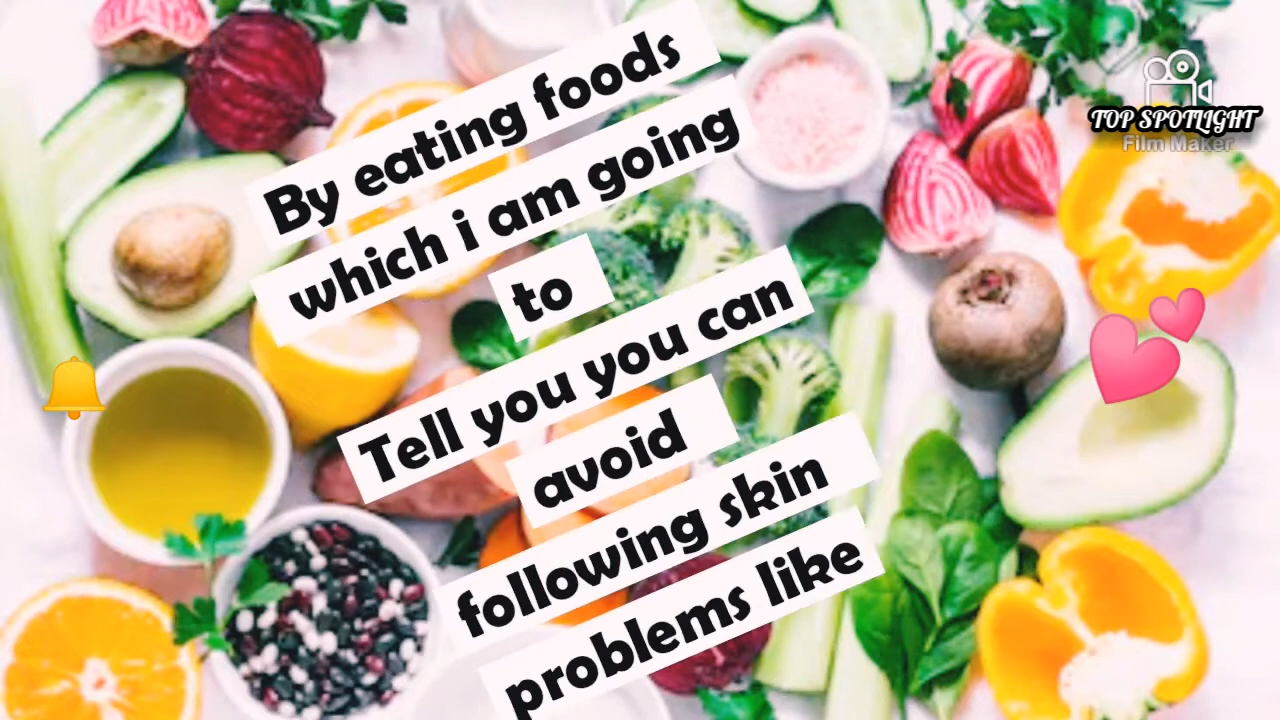 By eating foods
which i am going
to
Tell you you can
avoid
following skin
problems like
TOP SPOTLIGHT
Film Maker